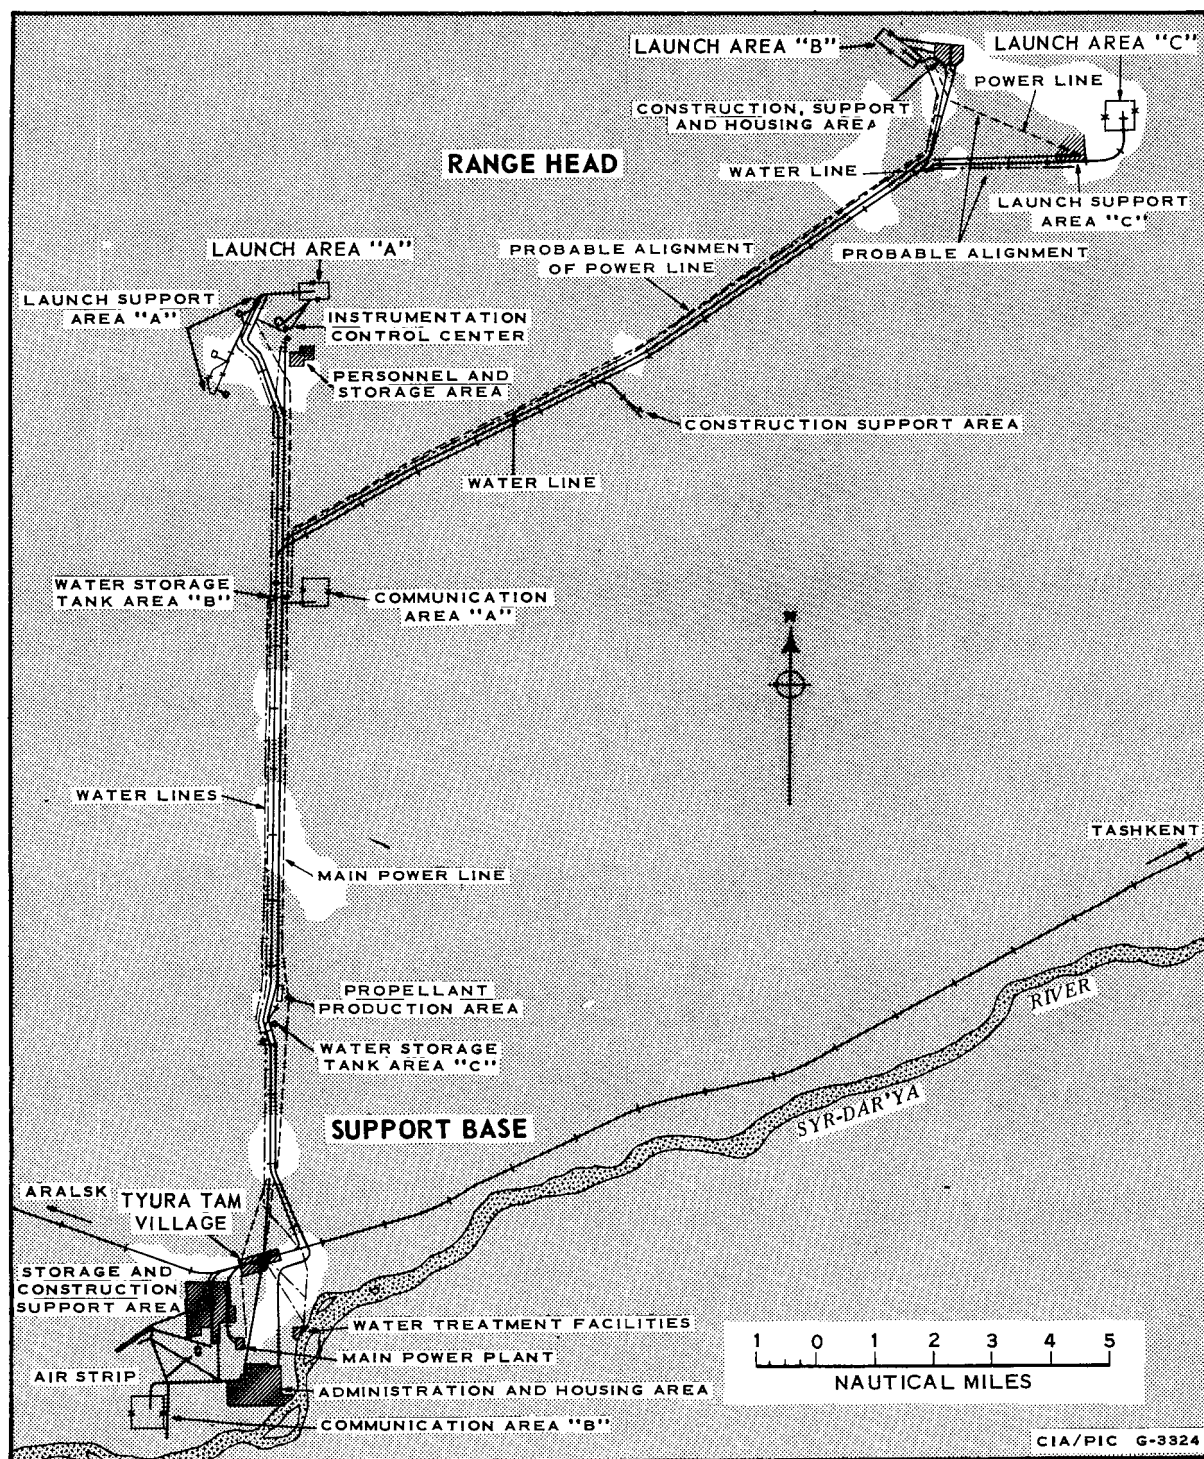 LAUNCH AREA "B"
LAUNCH AREA "C"
POWER LINE
CONSTRUCTION, SUPPORT
AND HOUSING AREA
RANGE HEAD
WATER LINE
LAUNCH SUPPORT
AREA "C"
PROBABLE ALIGNMENT
OF POWER LINE
PROBABLE ALIGNMENT
LAUNCH AREA "A"
LAUNCH SUPPORT
AREA "A"
INSTRUMENTATION
CONTROL CENTER
PERSONNEL AND
STORAGE AREA
CONSTRUCTION SUPPORT AREA
WATER LINE
WATER STORAGE
TANK AREA "B"
COMMUNICATION
AREA "A"
N
WATER LINES
MAIN POWER LINE
TASHKENT
PROPELLANT
PRODUCTION AREA
WATER STORAGE
TANK AREA "C"
RIVER
SYR-DAR'YA
SUPPORT BASE
ARALSK
TYURA TAM
VILLAGE
STORAGE AND
CONSTRUCTION
SUPPORT AREA
WATER TREATMENT FACILITIES
MAIN POWER PLANT
AIR STRIP
ADMINISTRATION AND HOUSING AREA
COMMUNICATION AREA "B"
1 0 1 2 3 4 5
NAUTICAL MILES
CIA/PIC G-3324